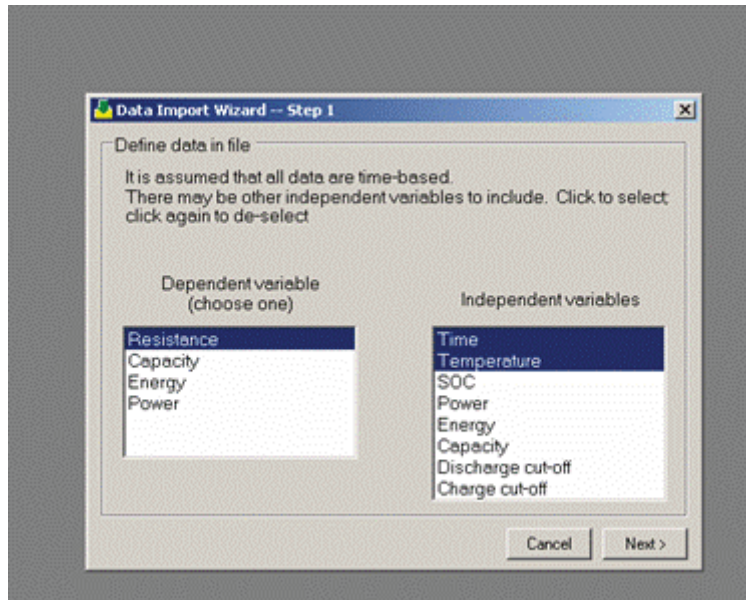 Data Import Wizard -- Step 1
Define data in file
It is assumed that all data are time-based.
There may be other independent variables to include. Click to select;
click again to de-select
Dependent variable
(choose one)
Resistance
Capacity
Energy
Power
Independent variables
Time
Temperature
SOC
Power
Energy
Capacity
Discharge cut-off
Charge cut-off
Cancel
Next >